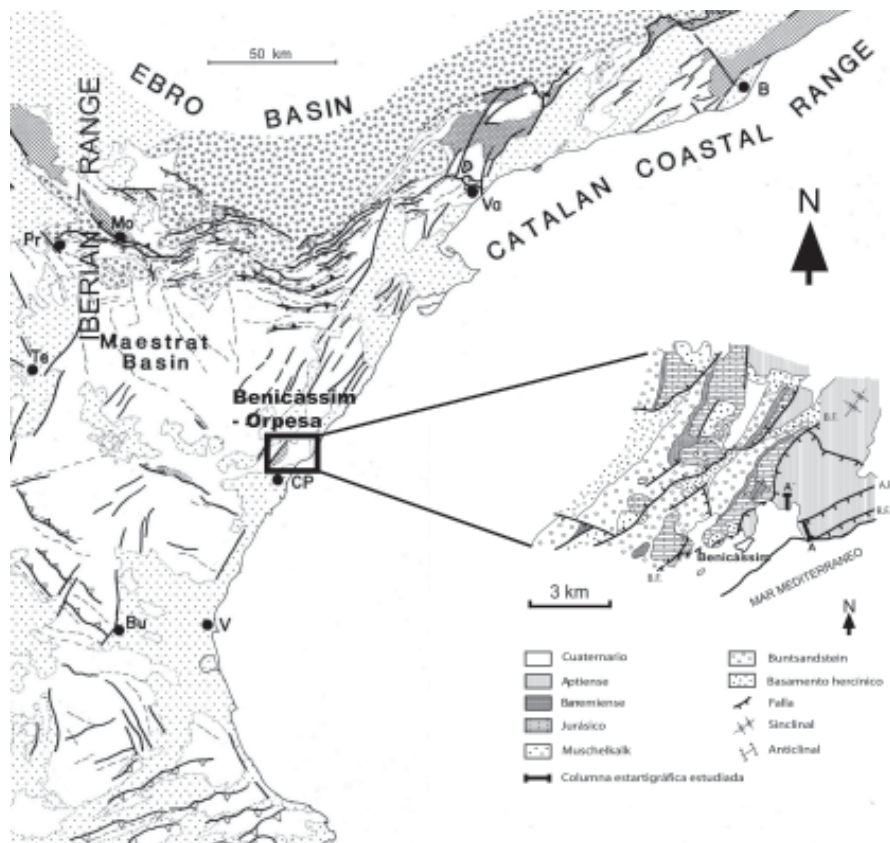 50 km
EBRO BASIN
CATALAN COASTAL RANGE
IBERIAN RANGE
B
Va
N
Mo
Pr
Maestrat
Basin
Te
Benicàssim
- Orpesa
CP
Bu
V
B.F.
A'
B.F.
A
Benicàssim
B.F.
MAR MEDITERRANEO
3 km
N
Cuaternario
Aptiense
Barremiense
Jurásico
Muschelkalk
Columna estartigráfica estudiada
Buntsandstein
Basamento hercínico
Falla
Sinclinal
Anticlinal